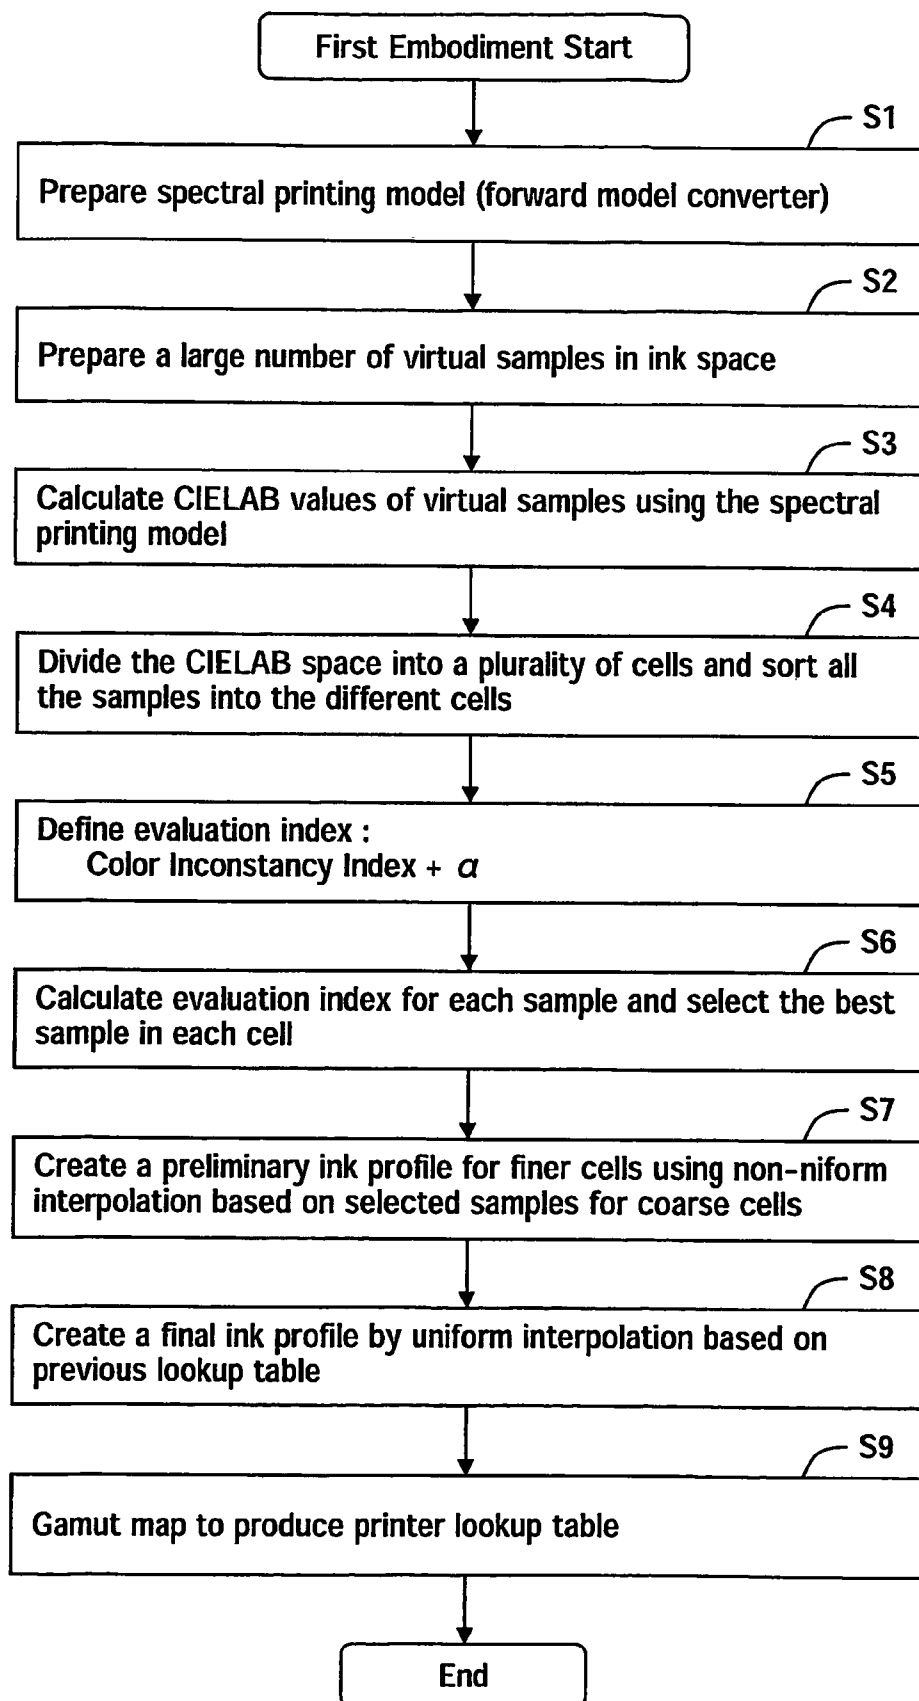 First Embodiment Start
S1
Prepare spectral printing model (forward model converter)
S2
Prepare a large number of virtual samples in ink space
S3
Calculate CIELAB values of virtual samples using the spectral
printing model
S4
Divide the CIELAB space into a plurality of cells and sort all
the samples into the different cells
S5
Define evaluation index :
Color Inconstancy Index + α
S6
Calculate evaluation index for each sample and select the best
sample in each cell
S7
Create a preliminary ink profile for finer cells using non-niform
interpolation based on selected samples for coarse cells
S8
Create a final ink profile by uniform interpolation based on
previous lookup table
S9
Gamut map to produce printer lookup table
End